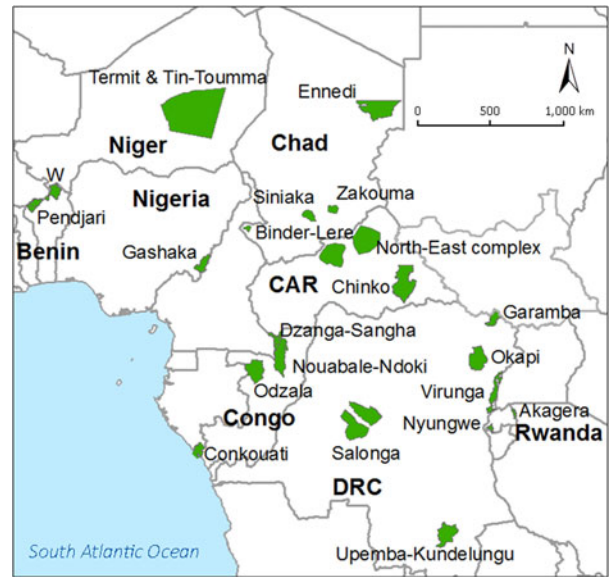 N
Termit & Tin-Toumma
Ennedi
0 500 1,000 km
Niger
Chad
W
Nigeria
Siniaka
Zakouma
Pendjari
Binder-Lere
North-East complex
Benin
Gashaka
CAR
Chinko
Garamba
Dzanga-Sangha
Okapi
Nouabale-Ndoki
Virunga
Odzala
Akagera
Congo
Nyungwe
Rwanda
Conkouati
Salonga
DRC
South Atlantic Ocean
Upemba-Kundelungu